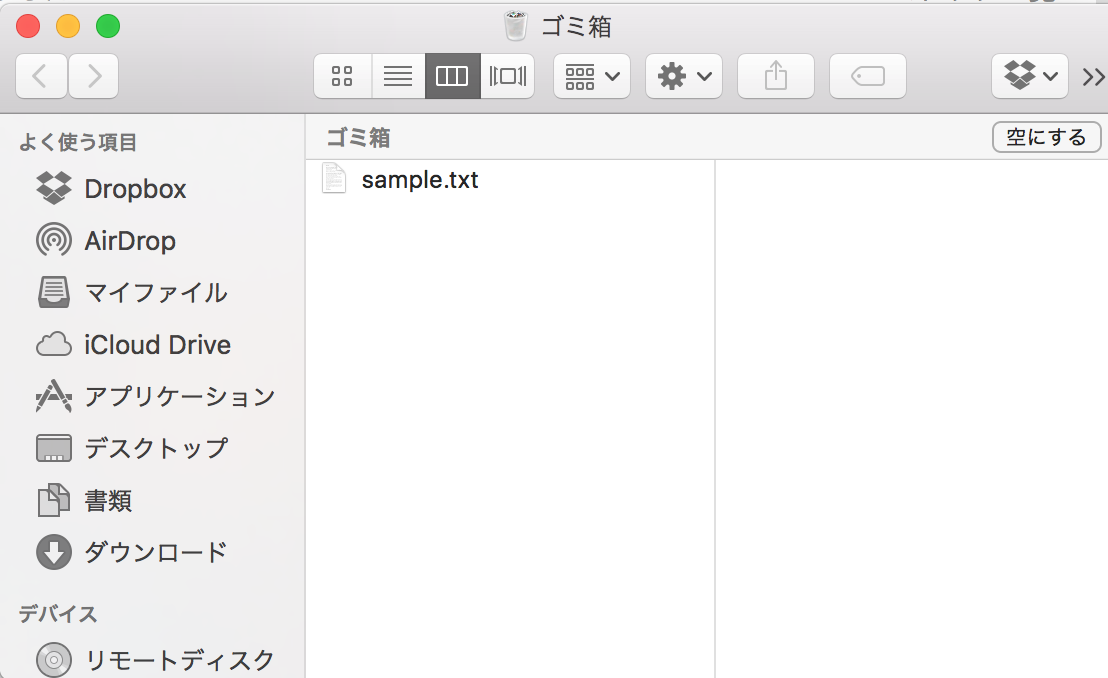 ゴミ箱
よく使う項目
Dropbox
AirDrop
マイファイル
iCloud Drive
アプリケーション
デスクトップ
書類
ダウンロード
デバイス
リモートディスク
ゴミ箱
空にする
sample.txt